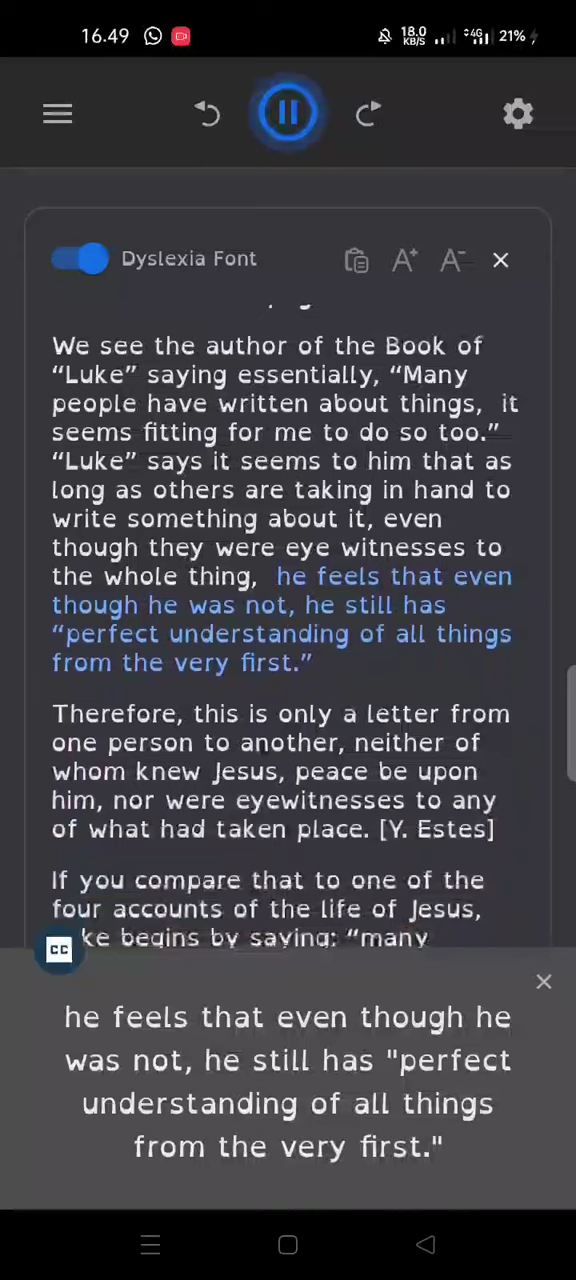 16.49
18.0
KB/S
4G
21%
Dyslexia Font
A+
A-
We see the author of the Book of
“Luke” saying essentially, “Many
people have written about things, it
seems fitting for me to do so too.”
“Luke” says it seems to him that as
long as others are taking in hand to
write something about it, even
though they were eye witnesses to
the whole thing, he feels that even
though he was not, he still has
“perfect understanding of all things
from the very first.”
Therefore, this is only a letter from
one person to another, neither of
whom knew Jesus, peace be upon
him, nor were eyewitnesses to any
of what had taken place. [Y. Estes]
If you compare that to one of the
four accounts of the life of Jesus,
ke begins by saying: “many
CC
he feels that even though he
was not, he still has "perfect
understanding of all things
from the very first."